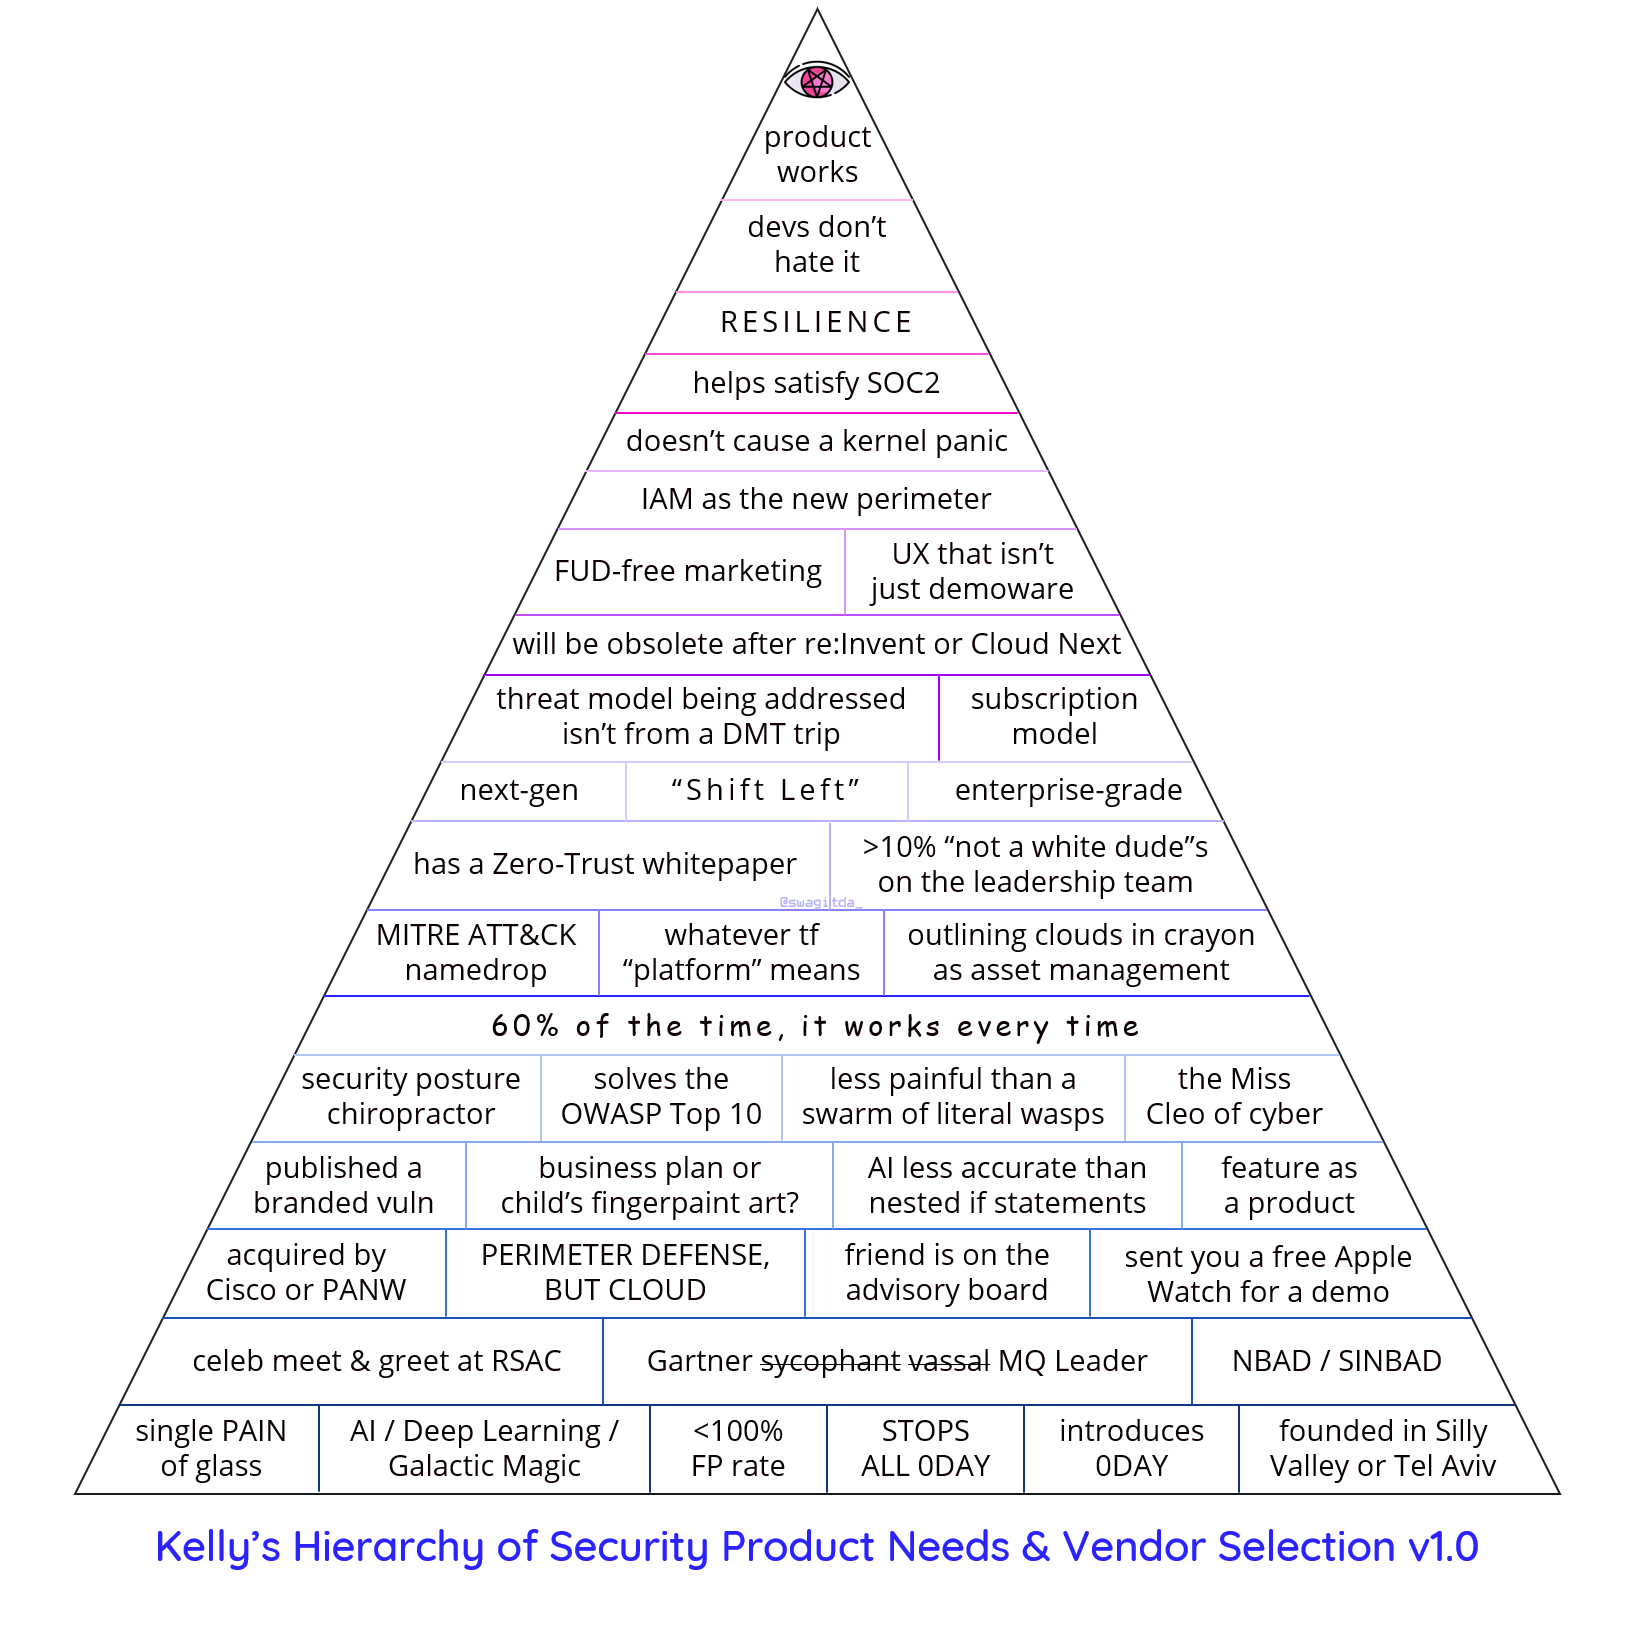 product
works
devs don’t
hate it
RESILIENCE
helps satisfy SOC2
doesn’t cause a kernel panic
IAM as the new perimeter
FUD-free marketing
UX that isn’t
just demoware
will be obsolete after re:Invent or Cloud Next
threat model being addressed
isn’t from a DMT trip
subscription
model
next-gen
“Shift Left”
enterprise-grade
has a Zero-Trust whitepaper
>10% “not a white dude”s
on the leadership team
@swagitda_
MITRE ATT&CK
namedrop
whatever tf
“platform” means
outlining clouds in crayon
as asset management
60% of the time, it works every time
security posture
chiropractor
solves the
OWASP Top 10
less painful than a
swarm of literal wasps
the Miss
Cleo of cyber
published a
branded vuln
business plan or
child’s fingerpaint art?
AI less accurate than
nested if statements
feature as
a product
acquired by
Cisco or PANW
PERIMETER DEFENSE,
BUT CLOUD
friend is on the
advisory board
sent you a free Apple
Watch for a demo
celeb meet & greet at RSAC
Gartner sycophant vassal MQ Leader
NBAD / SINBAD
single PAIN
of glass
AI / Deep Learning /
Galactic Magic
<100%
FP rate
STOPS
ALL 0DAY
introduces
0DAY
founded in Silly
Valley or Tel Aviv
Kelly’s Hierarchy of Security Product Needs & Vendor Selection v1.0